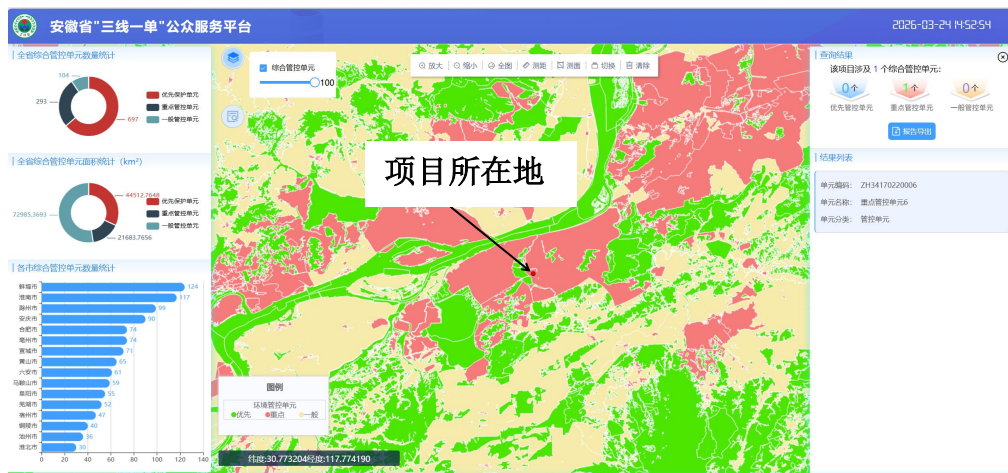 安徽省"三线一单"公众服务平台
2026-03-24 14:52:54
全省综合管控单元数量统计
104
293
697
优先保护单元
重点管控单元
一般管控单元
全省综合管控单元面积统计（km²）
44512.7648
72985.3693
21683.7656
优先保护单元
重点管控单元
一般管控单元
各市综合管控单元数量统计
蚌埠市 124
淮南市 117
滁州市 99
安庆市 90
合肥市 74
亳州市 74
宣城市 71
黄山市 65
六安市 61
马鞍山市 59
阜阳市 55
芜湖市 52
宿州市 47
铜陵市 40
池州市 36
淮北市 30
0 20 40 60 80 100 120 140
综合管控单元
100
放大 缩小 全图 测距 测面 切换 清除
项目所在地
图例
环境管控单元
优先 重点 一般
纬度:30.773204经度:117.774190
查询结果
该项目涉及 1 个综合管控单元:
0个 1个 0个
优先管控单元 重点管控单元 一般管控单元
报告导出
结果列表
单元编码: ZH34170220006
单元名称: 重点管控单元6
单元分类: 管控单元